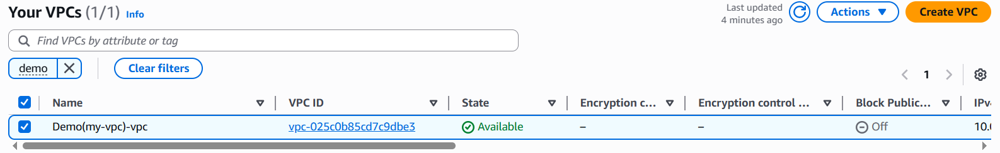 Your VPCs (1/1) Info
Last updated
4 minutes ago
Actions
Create VPC
Find VPCs by attribute or tag
demo
Clear filters
1
Name VPC ID State Encryption c... Encryption control ... Block Public... IPv4
Demo(my-vpc)-vpc vpc-025c0b85cd7c9dbe3 Available – – Off 10.0